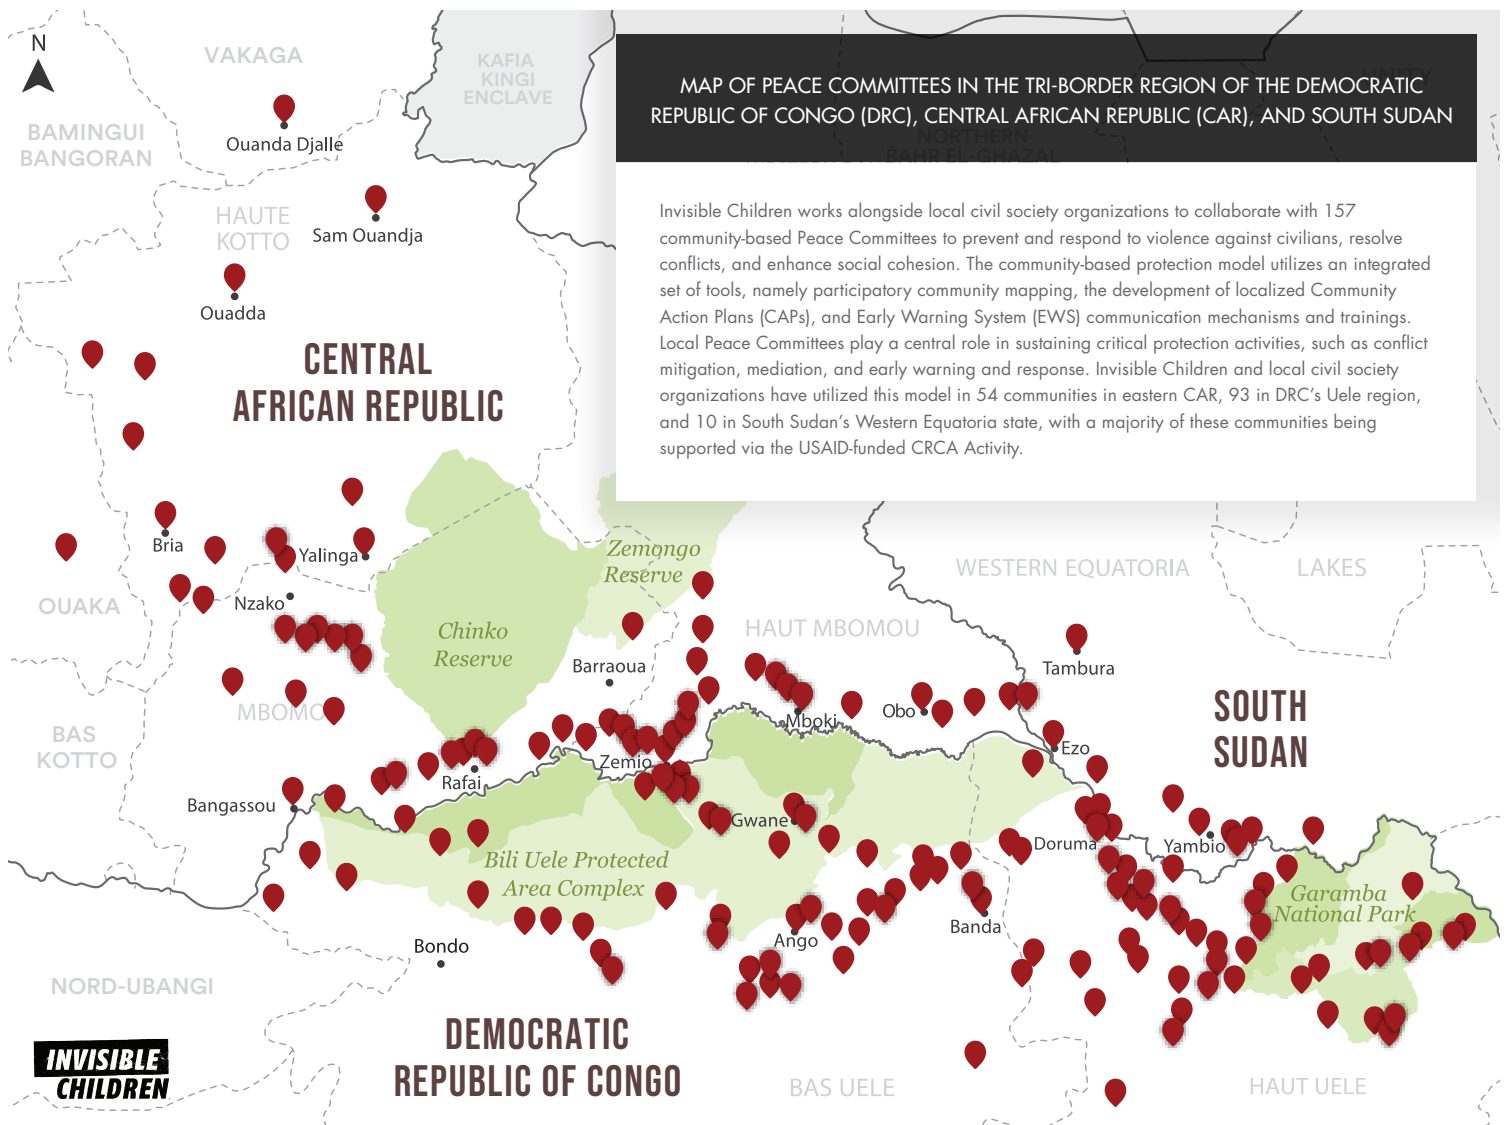 N
VAKAGA
KAFIA
KINGI
ENCLAVE
UNITY
MAP OF PEACE COMMITTEES IN THE TRI-BORDER REGION OF THE DEMOCRATIC
REPUBLIC OF CONGO (DRC), CENTRAL AFRICAN REPUBLIC (CAR), AND SOUTH SUDAN
NORTHERN
BAHR EL-GHAZAL
BAMINGUI
BANGORAN
Ouanda Djalle
HAUTE
KOTTO
Sam Ouandja
Ouadda
Invisible Children works alongside local civil society organizations to collaborate with 157
community-based Peace Committees to prevent and respond to violence against civilians, resolve
conflicts, and enhance social cohesion. The community-based protection model utilizes an integrated
set of tools, namely participatory community mapping, the development of localized Community
Action Plans (CAPs), and Early Warning System (EWS) communication mechanisms and trainings.
Local Peace Committees play a central role in sustaining critical protection activities, such as conflict
mitigation, mediation, and early warning and response. Invisible Children and local civil society
organizations have utilized this model in 54 communities in eastern CAR, 93 in DRC's Uele region,
and 10 in South Sudan's Western Equatoria state, with a majority of these communities being
supported via the USAID-funded CRCA Activity.
CENTRAL
AFRICAN REPUBLIC
Bria
Yalinga
Nzako
OUAKA
Zemongo
Reserve
WESTERN EQUATORIA
LAKES
Chinko
Reserve
HAUT MBOMOU
Barraoua
Tambura
MBOMO
Mboki
Obo
SOUTH
SUDAN
BAS
KOTTO
Ezo
Zemio
Rafai
Bangassou
Gwane
Doruma
Yambio
Bili Uele Protected
Area Complex
Garamba
National Park
Banda
Ango
Bondo
NORD-UBANGI
DEMOCRATIC
REPUBLIC OF CONGO
BAS UELE
HAUT UELE
INVISIBLE
CHILDREN